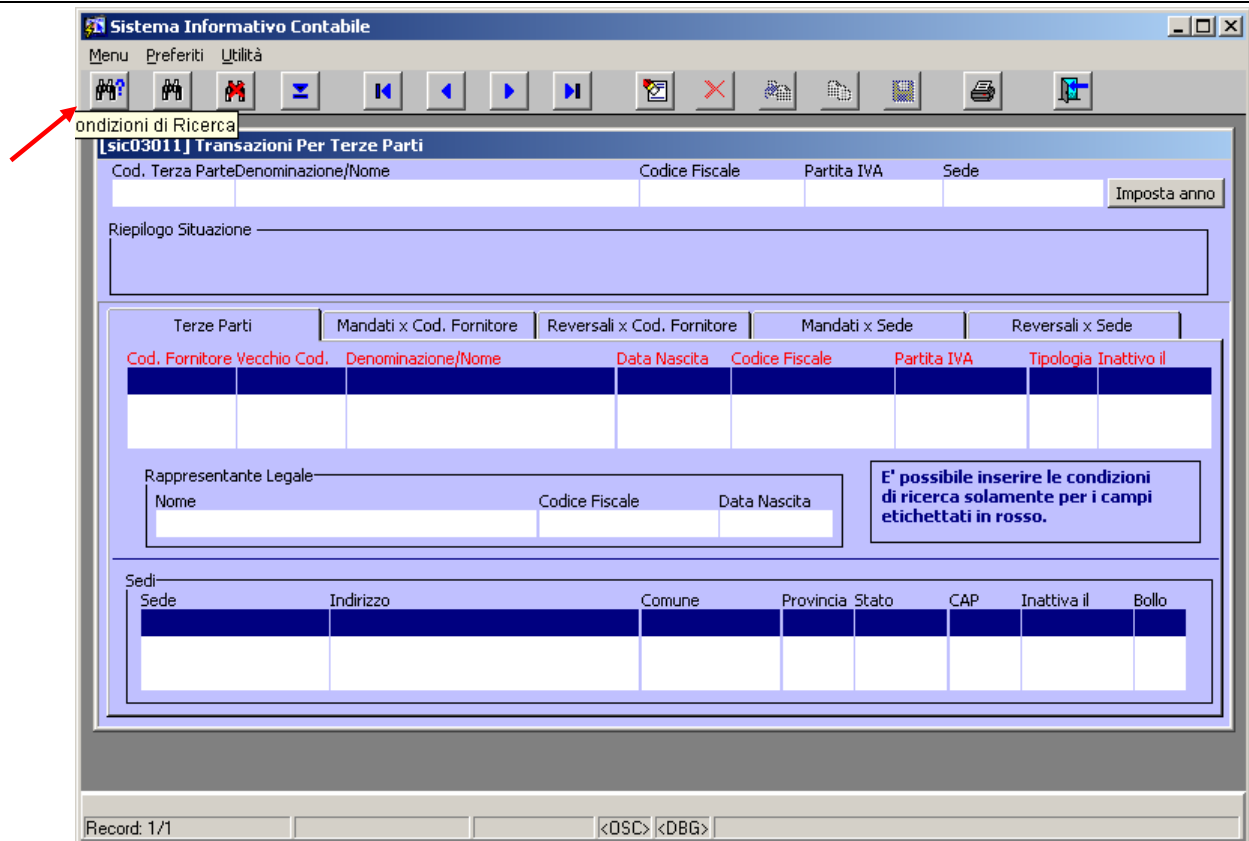 Sistema Informativo Contabile
Menu Preferiti Utilità
ondizioni di Ricerca
[sic03011] Transazioni Per Terze Parti
Cod. Terza Parte Denominazione/Nome Codice Fiscale Partita IVA Sede
Imposta anno
Riepilogo Situazione
Terze Parti Mandati x Cod. Fornitore Reversali x Cod. Fornitore Mandati x Sede Reversali x Sede
Cod. Fornitore Vecchio Cod. Denominazione/Nome Data Nascita Codice Fiscale Partita IVA Tipologia Inattivo il
Rappresentante Legale
Nome Codice Fiscale Data Nascita
E' possibile inserire le condizioni
di ricerca solamente per i campi
etichettati in rosso.
Sedi
Sede Indirizzo Comune Provincia Stato CAP Inattiva il Bollo
Record: 1/1 <OSC> <DBG>